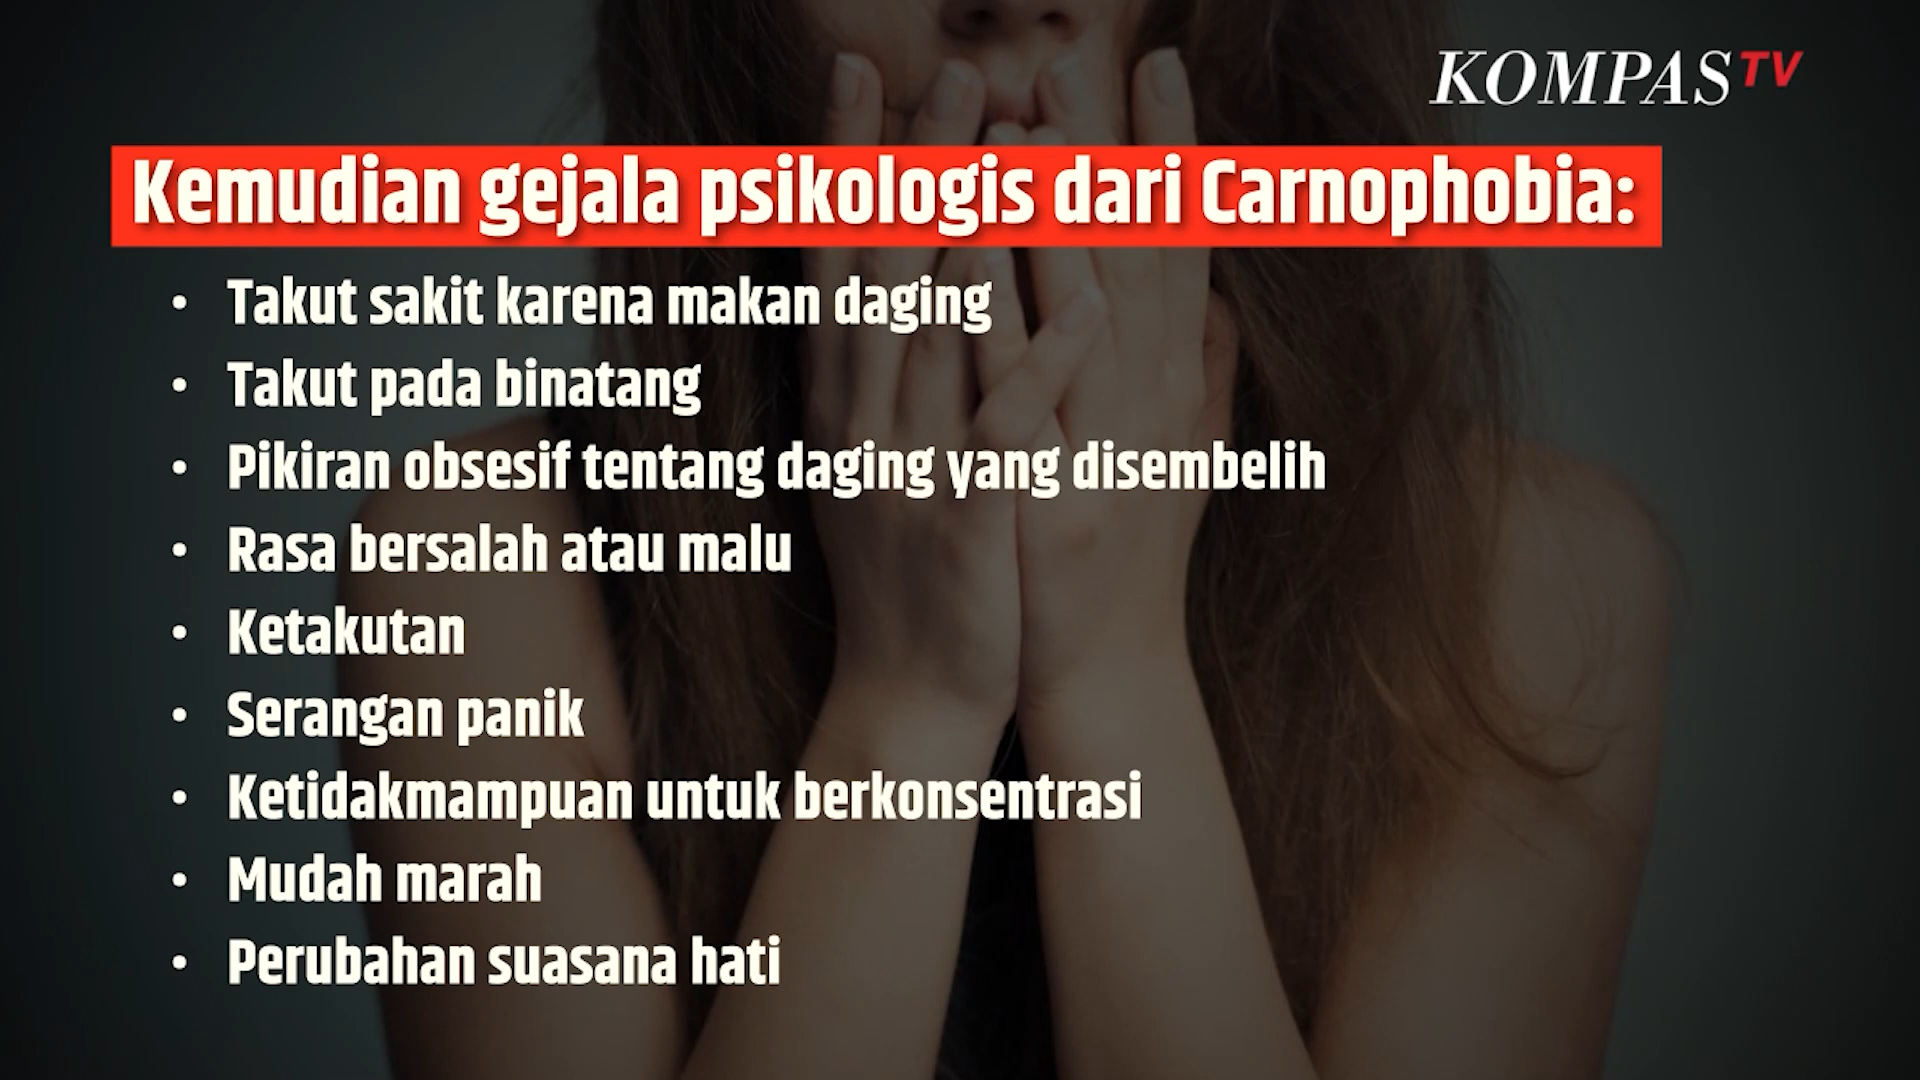 KOMPAS TV
Kemudian gejala psikologis dari Carnophobia:
• Takut sakit karena makan daging
• Takut pada binatang
• Pikiran obsesif tentang daging yang disembelih
• Rasa bersalah atau malu
• Ketakutan
• Serangan panik
• Ketidakmampuan untuk berkonsentrasi
• Mudah marah
• Perubahan suasana hati